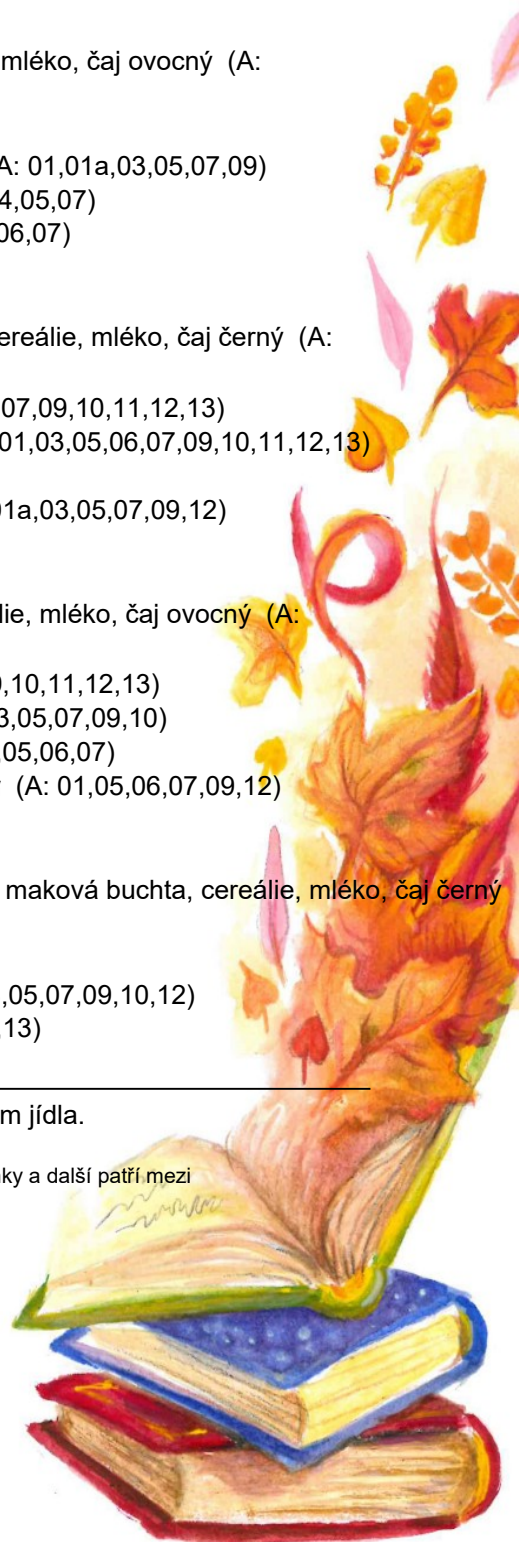 mléko, čaj ovocný (A:
A: 01,01a,03,05,07,09)
4,05,07)
06,07)
ereálie, mléko, čaj černý (A:
07,09,10,11,12,13)
01,03,05,06,07,09,10,11,12,13)
01a,03,05,07,09,12)
lie, mléko, čaj ovocný (A:
,10,11,12,13)
3,05,07,09,10)
05,06,07)
(A: 01,05,06,07,09,12)
maková buchta, cereálie, mléko, čaj černý
,05,07,09,10,12)
,13)
m jídla.
nky a další patří mezi